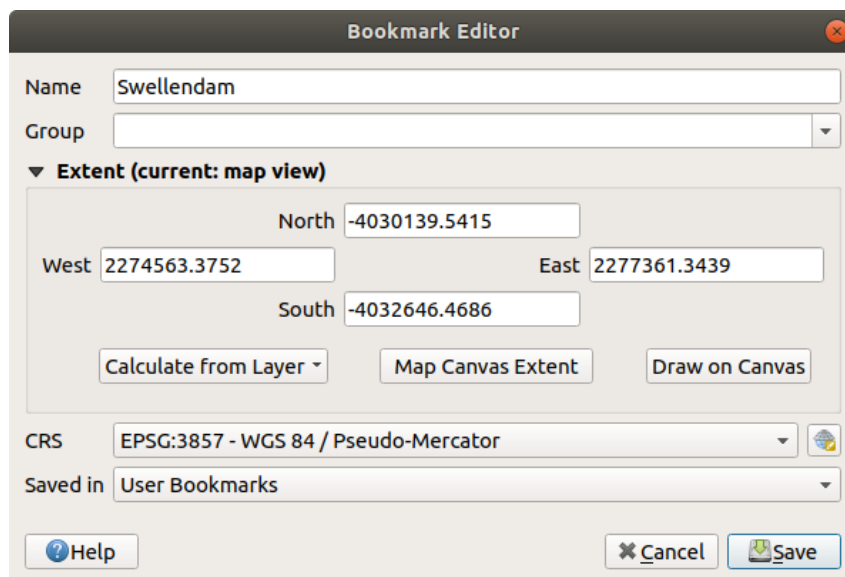 Bookmark Editor
Name Swellendam
Group
Extent (current: map view)
North -4030139.5415
West 2274563.3752 East 2277361.3439
South -4032646.4686
Calculate from Layer Map Canvas Extent Draw on Canvas
CRS EPSG:3857 - WGS 84 / Pseudo-Mercator
Saved in User Bookmarks
?Help Cancel Save